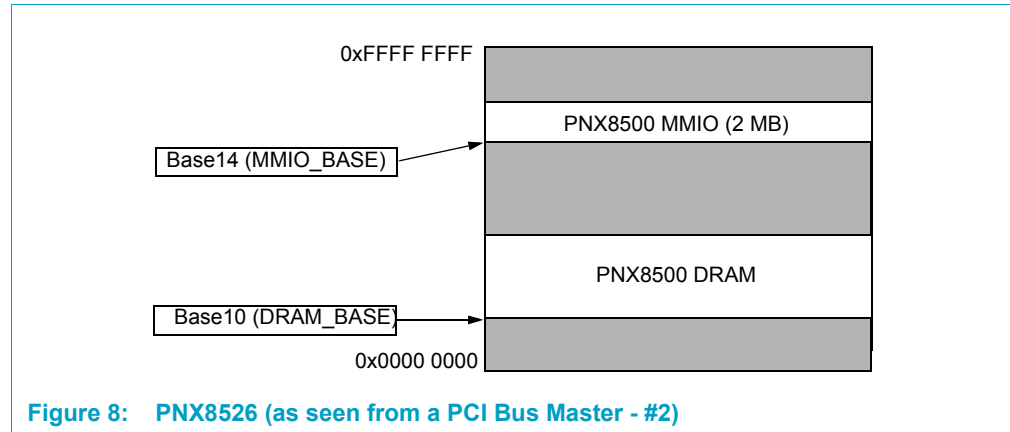 0xFFFF FFFF
PNX8500 MMIO (2 MB)
Base14 (MMIO_BASE)
PNX8500 DRAM
Base10 (DRAM_BASE)
0x0000 0000
Figure 8: PNX8526 (as seen from a PCI Bus Master - #2)